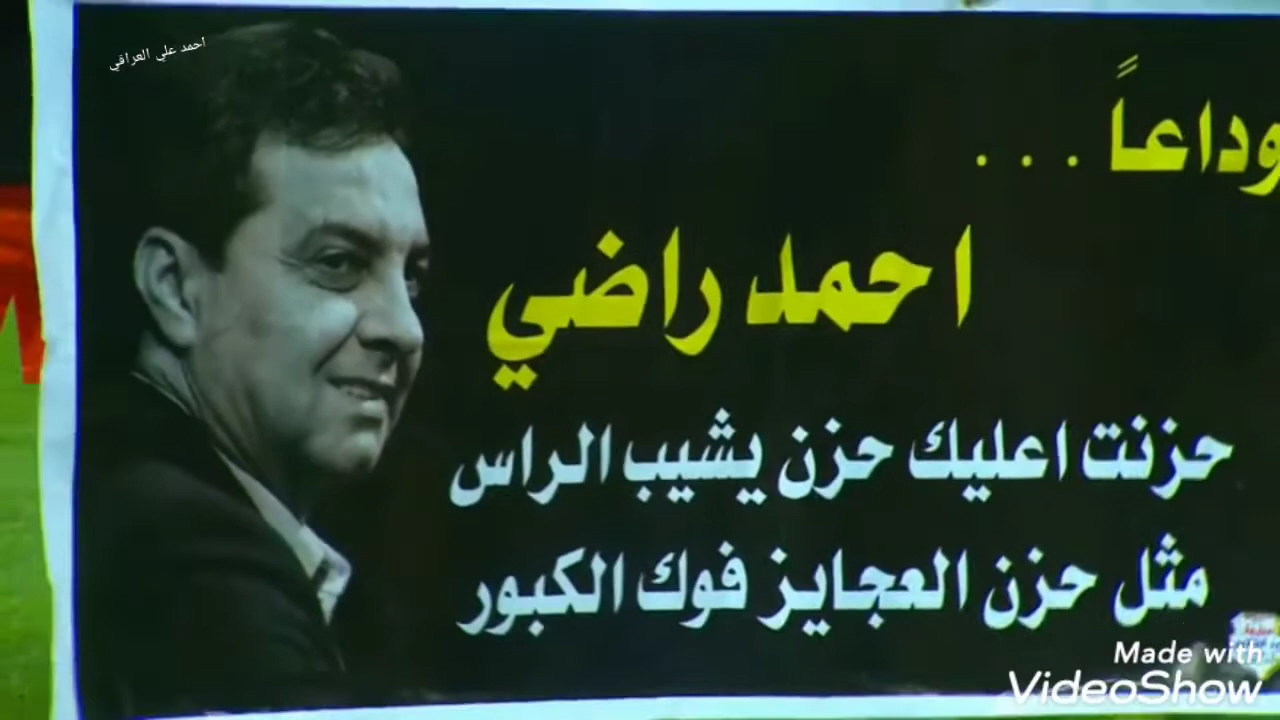 احمد علي العراقي
وداعاً . . .
احمد راضي
حزنت اعليك حزن يشيب الراس
مثل حزن العجايز فوك الكبور
Made with
VideoShow